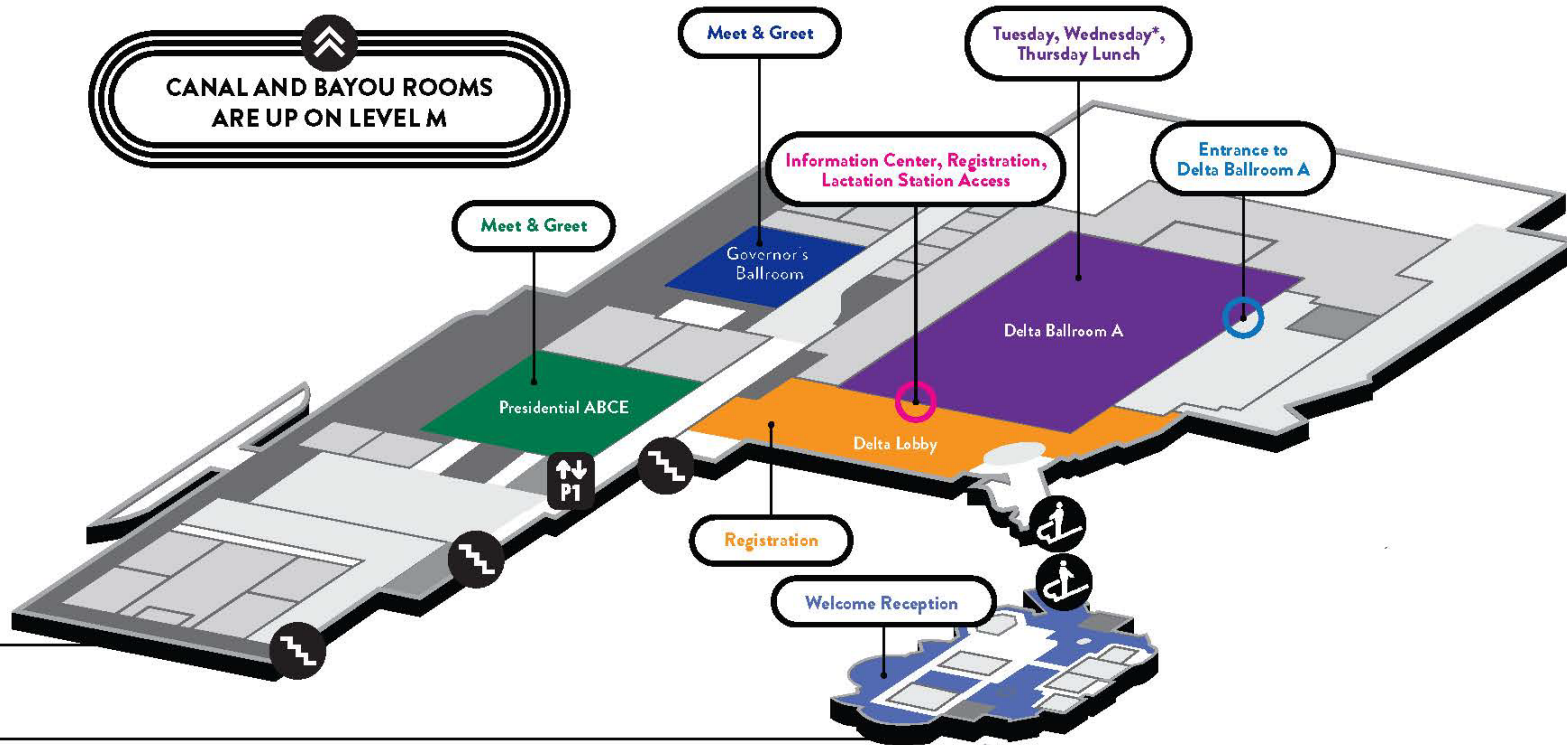 CANAL AND BAYOU ROOMS
ARE UP ON LEVEL M
Meet & Greet
Tuesday, Wednesday*,
Thursday Lunch
Information Center, Registration,
Lactation Station Access
Entrance to
Delta Ballroom A
Meet & Greet
Governor's
Ballroom
Delta Ballroom A
Presidential ABCE
Delta Lobby
P1
Registration
Welcome Reception